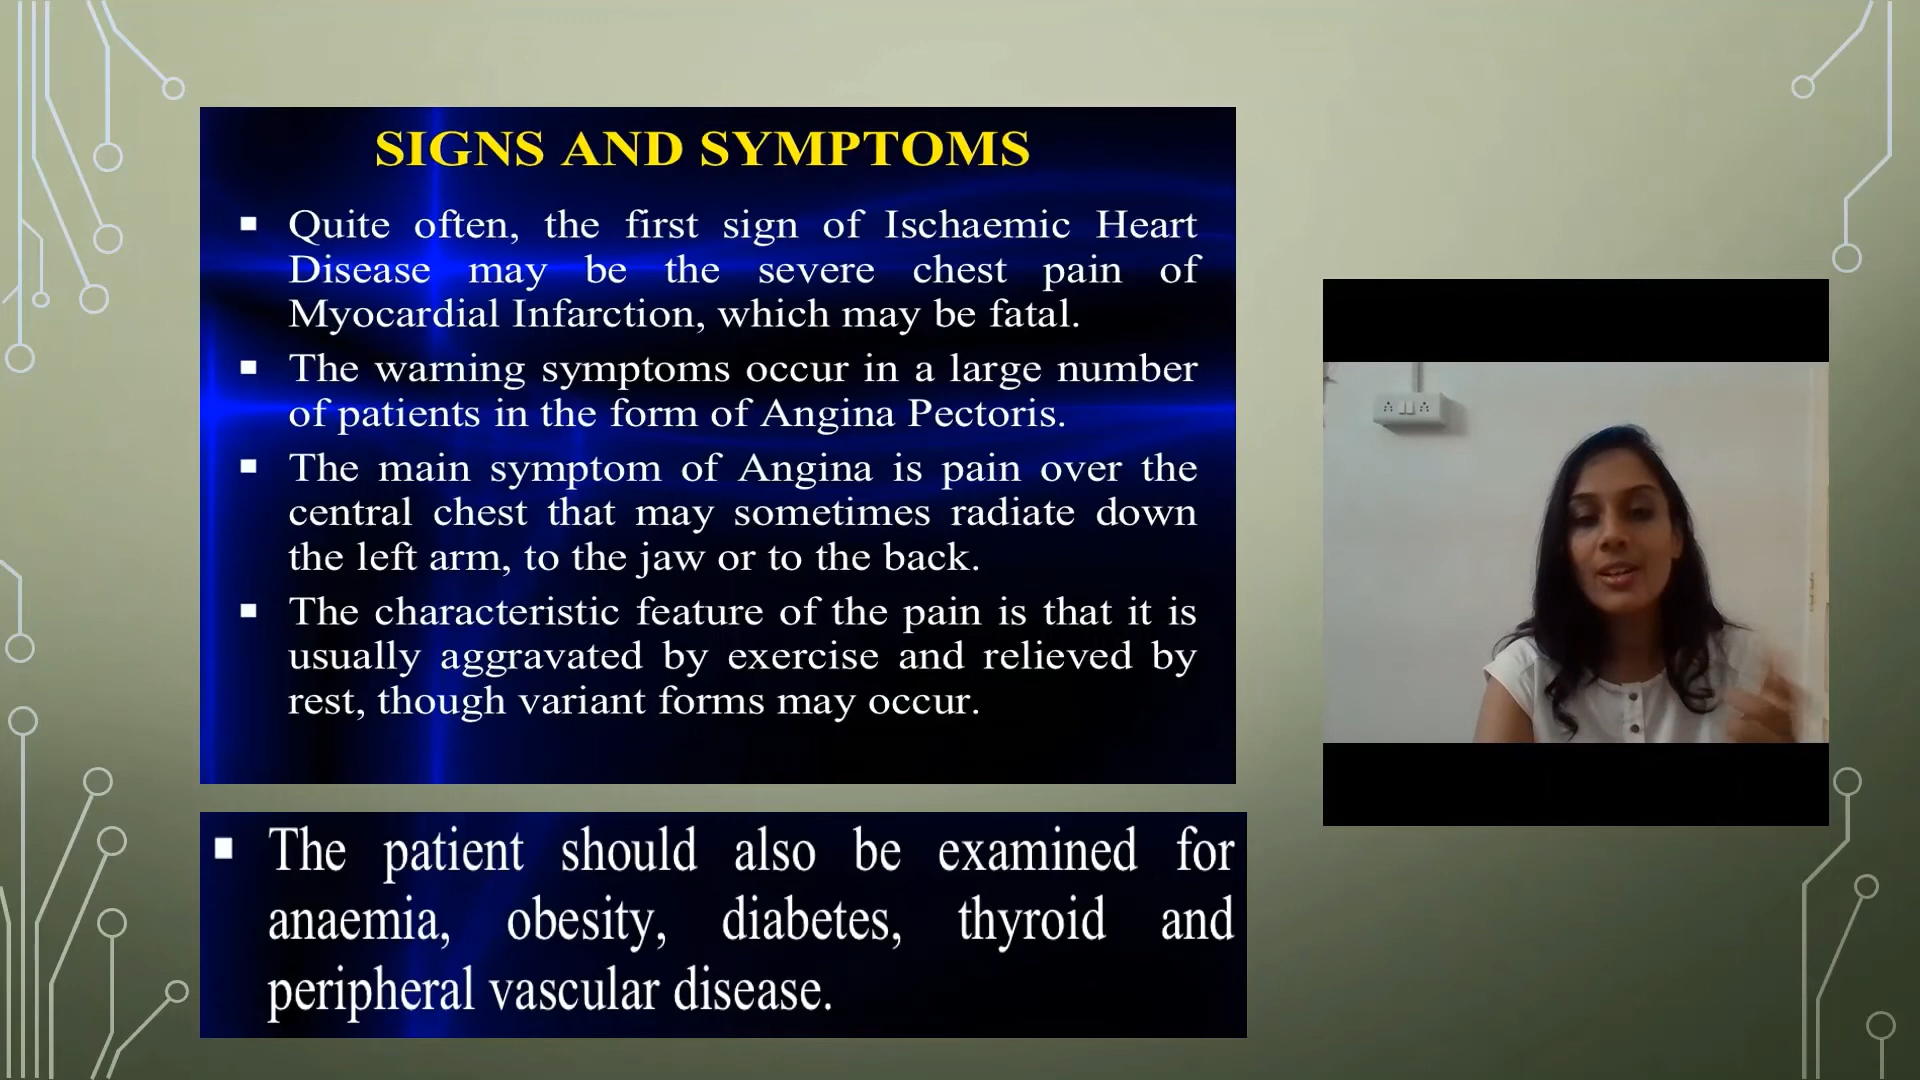 SIGNS AND SYMPTOMS
▪ Quite often, the first sign of Ischaemic Heart
Disease may be the severe chest pain of
Myocardial Infarction, which may be fatal.
▪ The warning symptoms occur in a large number
of patients in the form of Angina Pectoris.
▪ The main symptom of Angina is pain over the
central chest that may sometimes radiate down
the left arm, to the jaw or to the back.
▪ The characteristic feature of the pain is that it is
usually aggravated by exercise and relieved by
rest, though variant forms may occur.
▪ The patient should also be examined for
anaemia, obesity, diabetes, thyroid and
peripheral vascular disease.